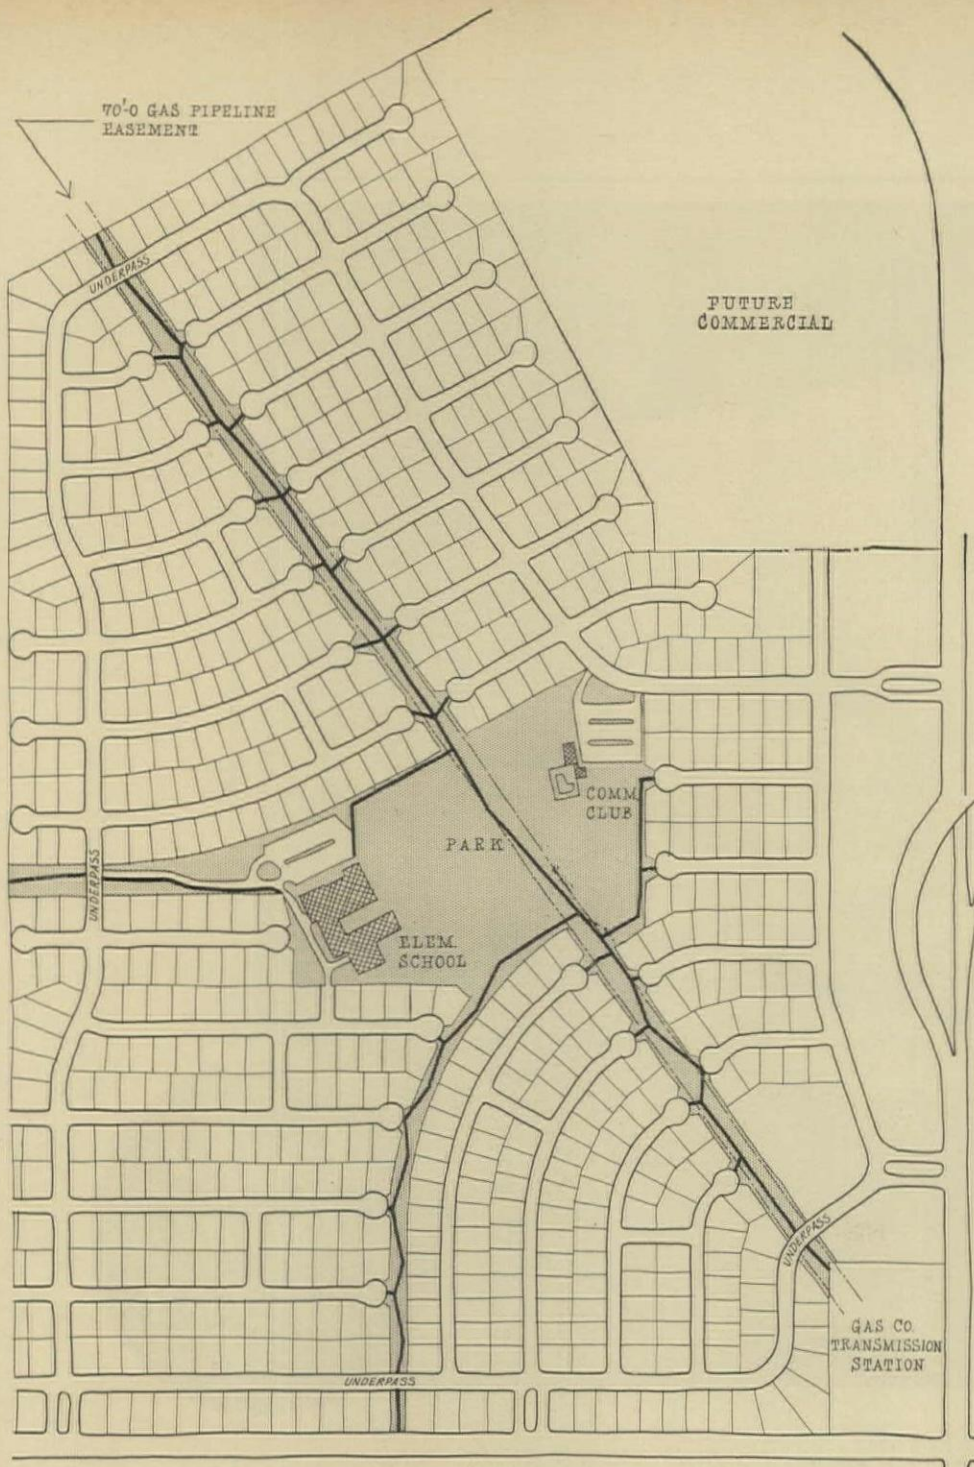 70'-0 GAS PIPELINE
EASEMENT
UNDERPASS
FUTURE
COMMERCIAL
COMM.
CLUB
PARK
UNDERPASS
ELEM.
SCHOOL
UNDERPASS
GAS CO.
TRANSMISSION
STATION
UNDERPASS